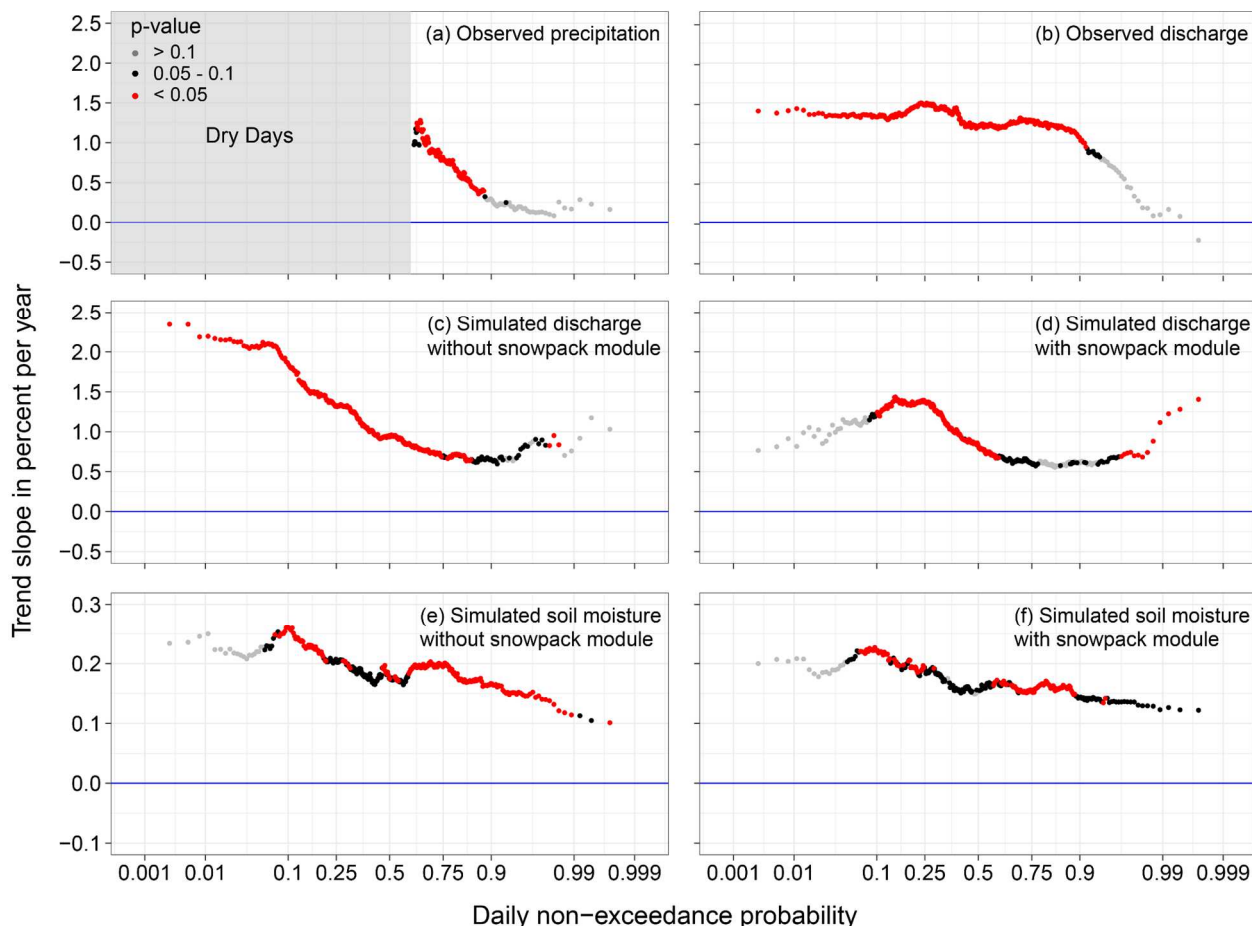 Trend slope in percent per year
2.5
2.0
1.5
1.0
0.5
0.0
−0.5
p-value
> 0.1
0.05 - 0.1
< 0.05
Dry Days
(a) Observed precipitation
(b) Observed discharge
2.5
2.0
1.5
1.0
0.5
0.0
−0.5
(c) Simulated discharge
without snowpack module
(d) Simulated discharge
with snowpack module
0.3
0.2
0.1
0.0
−0.1
(e) Simulated soil moisture
without snowpack module
(f) Simulated soil moisture
with snowpack module
0.001 0.01 0.1 0.25 0.5 0.75 0.9 0.99 0.999
0.001 0.01 0.1 0.25 0.5 0.75 0.9 0.99 0.999
Daily non−exceedance probability